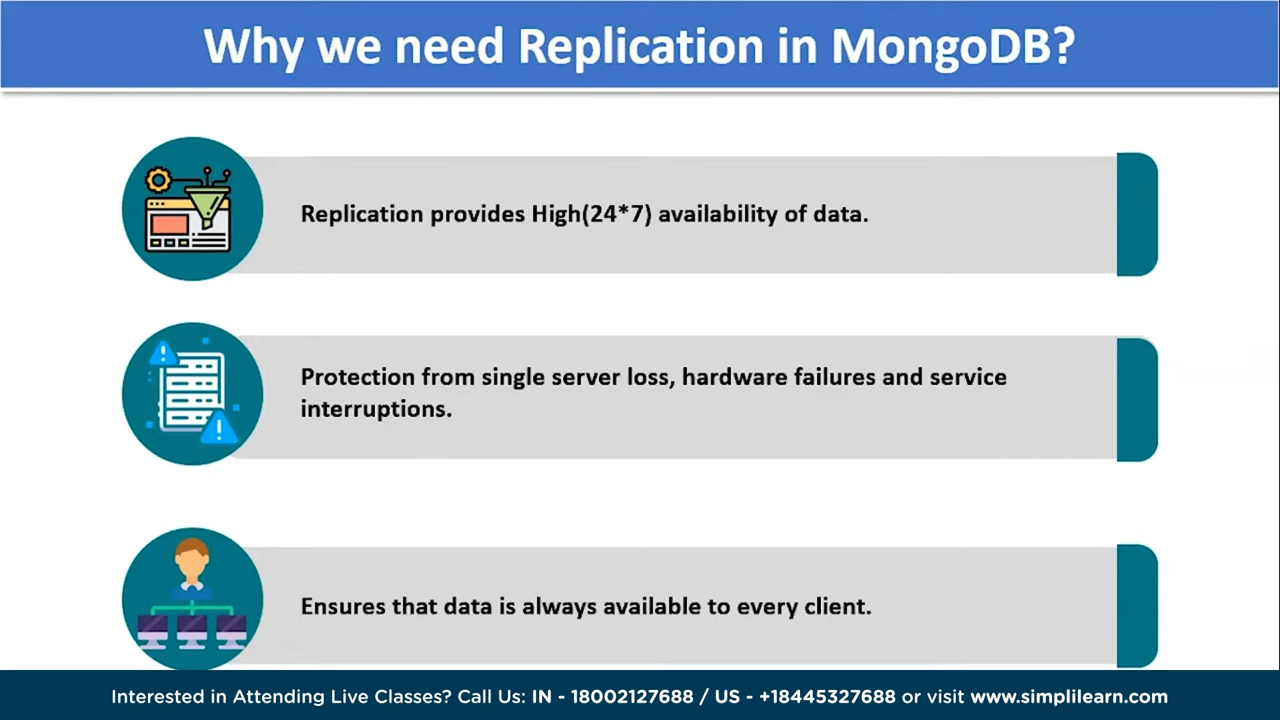 Why we need Replication in MongoDB?
Replication provides High(24*7) availability of data.
Protection from single server loss, hardware failures and service
interruptions.
Ensures that data is always available to every client.
Interested in Attending Live Classes? Call Us: IN - 18002127688 / US - +18445327688 or visit www.simplilearn.com